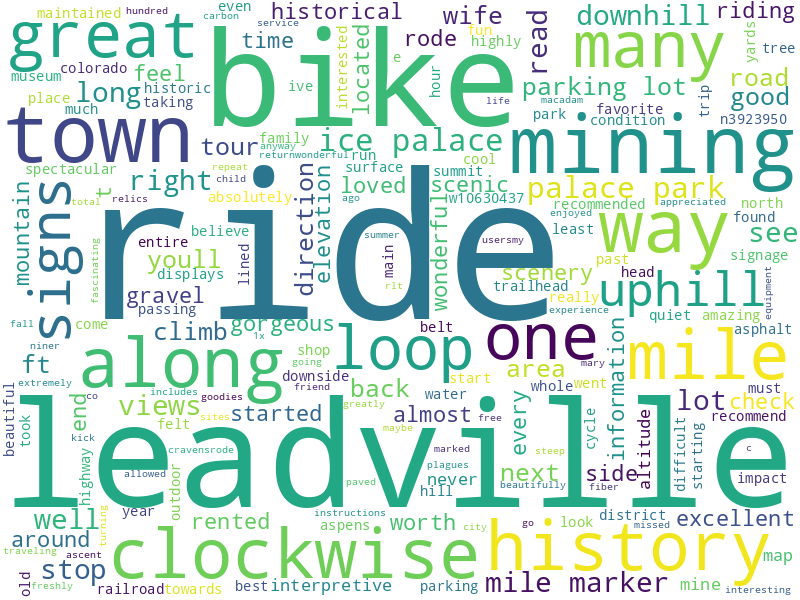 maintained
hundred
even
historical
wife
downhill
riding
great
bike
many
museum
colorado
feel
time
rode
fun
highly
read
yards
tree
place
long
historic
taking
much
ive
interested
located
e
hour
life
macadam
parking lot
road
trip
good
favorite
park
condition
n3923950
town
tour
family
anyway
returnwonderful
ice palace
run
mining
spectacular
right
repeat
child
surface
cool
summit
loved
scenic
t
total
relics
absolutely
ago
lw10630437
palace park
recommended
appreciated
north
signs
mountain
ride
believe
elevation
direction
wonderful
enjoyed
least
found
way
see
signage
entire
youll
displays
lined
summer
main
usersmy
scenery
past
fascinating
gravel
passing
rlt
trailhead
really
head
quiet
amazing
uphill
equipment
experience
fall
come
climb
gorgeous
1x
belt
one
asphalt
niner
ft
along
shop
going
loop
mary
area
information
mile
must
extremely
downside
friend
back
start
whole
went
beautiful
co
includes
goodies
water
check
took
end
views
started
greatly
almost
free
every
lot
recommend
sites
felt
kick
cravensrode
maybe
never
marked
steep
cycle
altitude
difficult
starting
c
leadville
highway
allowed
outdoor
hill
plagues
next
side
impact
turning
paved
rented
aspens
worth
beautifully
fiber
well
year
instructions
district
excellent
around
clockwise
city
go
look
missed
history
map
stop
traveling
ascent
old
freshly
railroad
towards
best
interpretive
parking
mile marker
mine
interesting
carbon
service